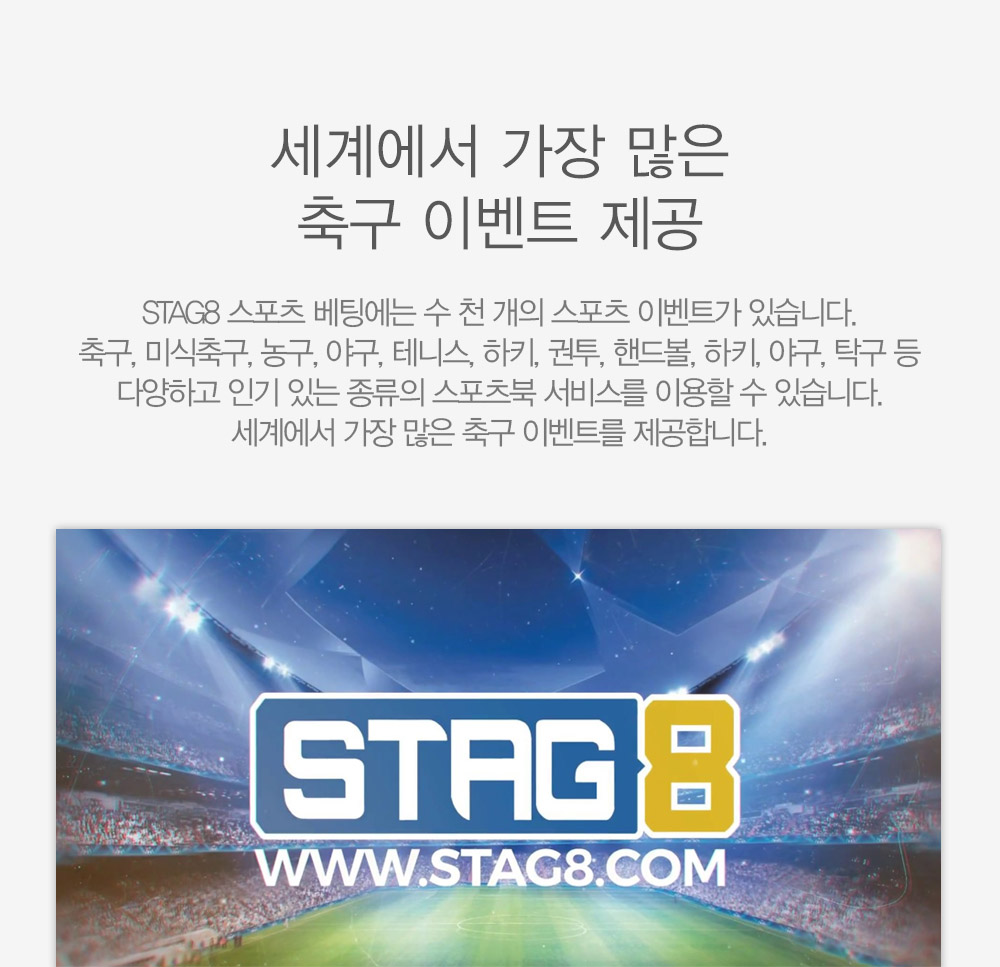 세계에서 가장 많은
축구 이벤트 제공
STAG8 스포츠 베팅에는 수 천 개의 스포츠 이벤트가 있습니다.
축구, 미식축구, 농구, 야구, 테니스, 하키, 권투, 핸드볼, 하키, 야구, 탁구 등
다양하고 인기 있는 종류의 스포츠북 서비스를 이용할 수 있습니다.
세계에서 가장 많은 축구 이벤트를 제공합니다.
STAG8
WWW.STAG8.COM